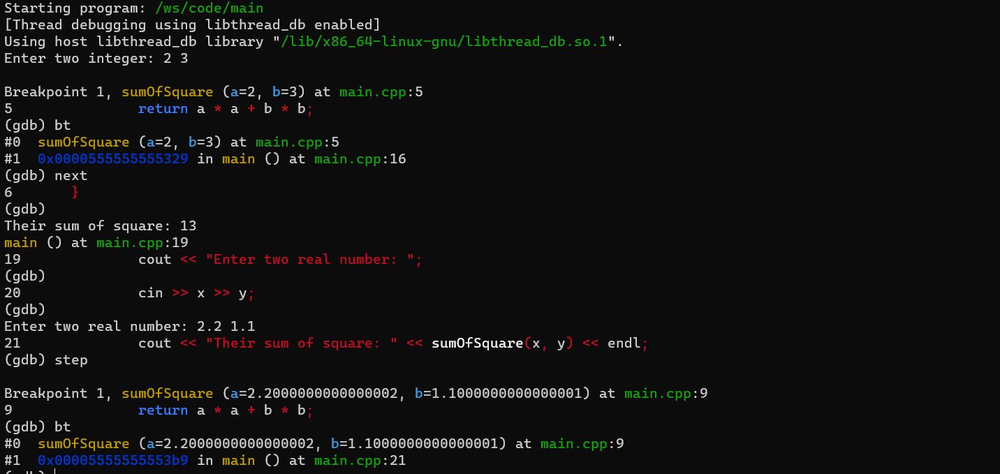 Starting program: /ws/code/main
[Thread debugging using libthread_db enabled]
Using host libthread_db library "/lib/x86_64-linux-gnu/libthread_db.so.1".
Enter two integer: 2 3
Breakpoint 1, sumOfSquare (a=2, b=3) at main.cpp:5
5               return a * a + b * b;
(gdb) bt
#0  sumOfSquare (a=2, b=3) at main.cpp:5
#1  0x0000555555555329 in main () at main.cpp:16
(gdb) next
6       }
(gdb)
Their sum of square: 13
main () at main.cpp:19
19              cout << "Enter two real number: ";
(gdb)
20              cin >> x >> y;
(gdb)
Enter two real number: 2.2 1.1
21              cout << "Their sum of square: " << sumOfSquare(x, y) << endl;
(gdb) step
Breakpoint 1, sumOfSquare (a=2.2000000000000002, b=1.1000000000000001) at main.cpp:9
9               return a * a + b * b;
(gdb) bt
#0  sumOfSquare (a=2.2000000000000002, b=1.1000000000000001) at main.cpp:9
#1  0x00005555555553b9 in main () at main.cpp:21